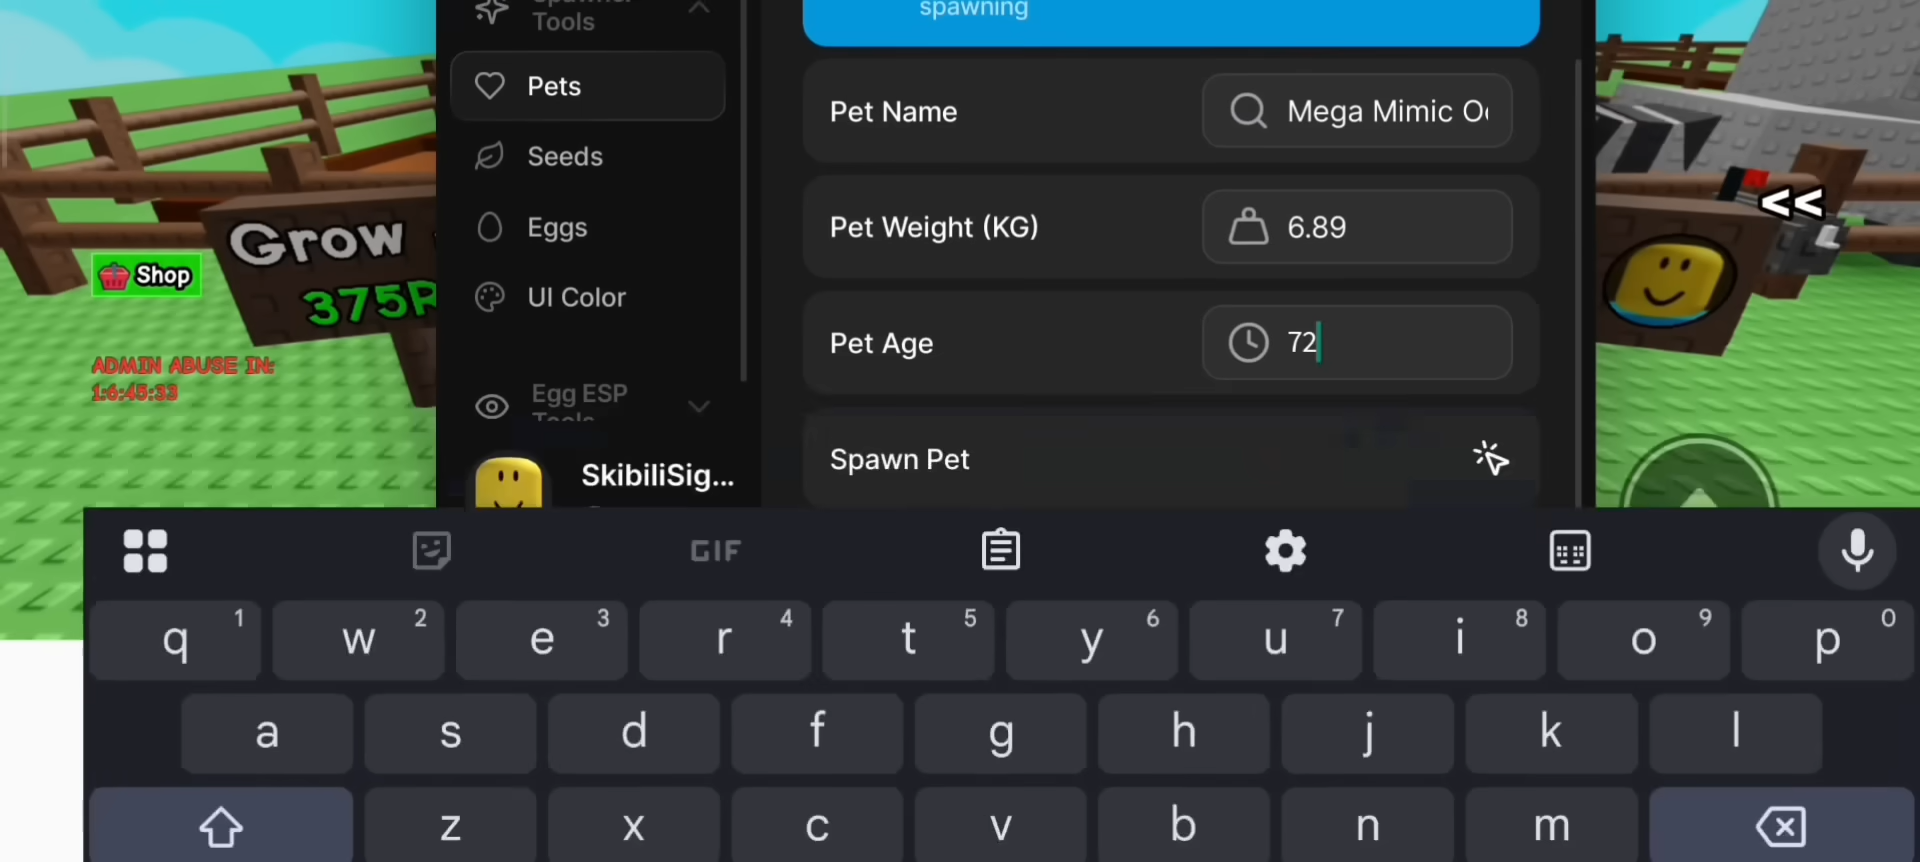 Tools
spawning
Pets
Pet Name
Mega Mimic
Seeds
Pet Weight (KG)
6.89
<<
Eggs
Grow
Shop
375R
UI Color
Pet Age
72
ADMIN ABUSE IN:
1:6:45:33
Egg ESP
Tools
Spawn Pet
SkibiliSig...
GIF
q 1 w 2 e 3 r 4 t 5 y 6 u 7 i 8 o 9 p 0
a s d f g h j k l
z x c v b n m